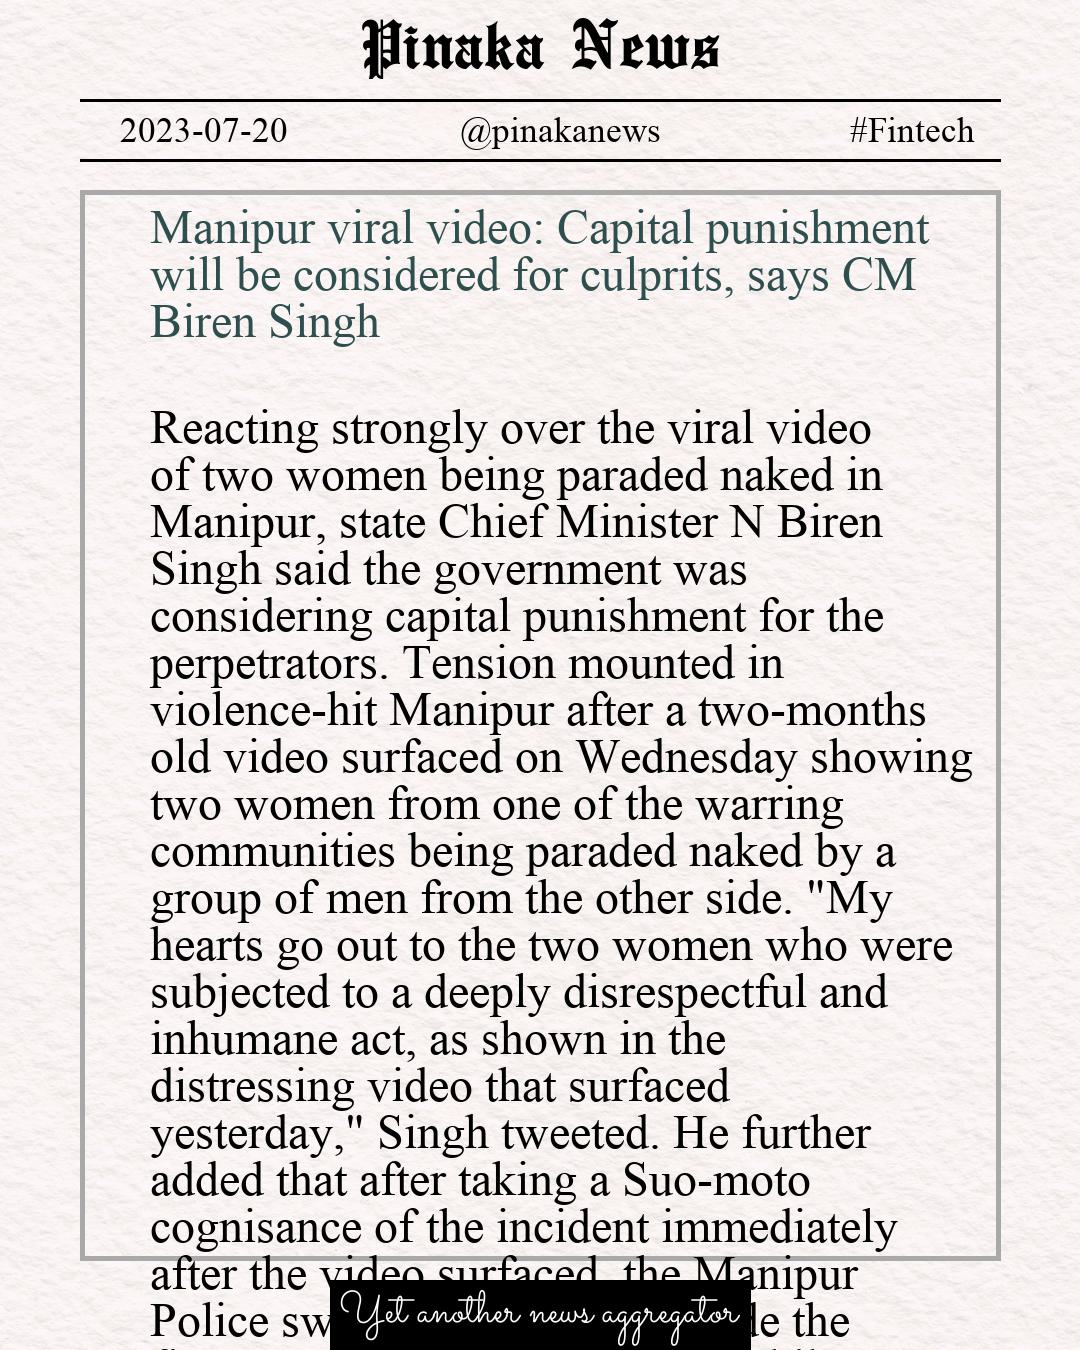 Pinaka News
2023-07-20 @pinakanews #Fintech
Manipur viral video: Capital punishment
will be considered for culprits, says CM
Biren Singh
Reacting strongly over the viral video
of two women being paraded naked in
Manipur, state Chief Minister N Biren
Singh said the government was
considering capital punishment for the
perpetrators. Tension mounted in
violence-hit Manipur after a two-months
old video surfaced on Wednesday showing
two women from one of the warring
communities being paraded naked by a
group of men from the other side. "My
hearts go out to the two women who were
subjected to a deeply disrespectful and
inhumane act, as shown in the
distressing video that surfaced
yesterday," Singh tweeted. He further
added that after taking a Suo-moto
cognisance of the incident immediately
after the video surfaced, the Manipur
Police the
Yet another news aggregator